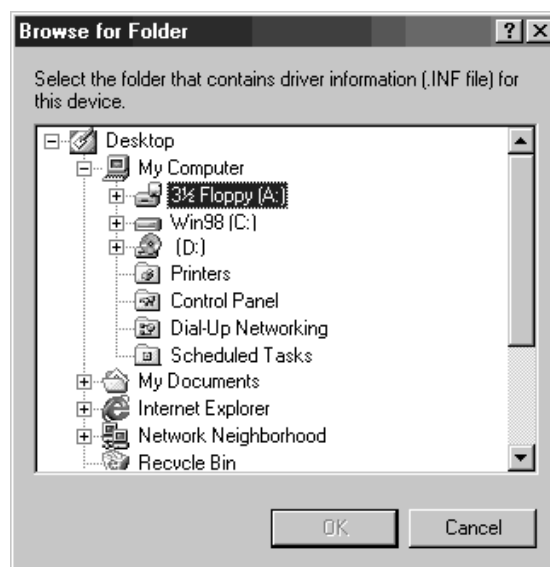 Browse for Folder
Select the folder that contains driver information (.INF file) for
this device.
Desktop
My Computer
3½ Floppy (A:)
Win98 (C:)
(D:)
Printers
Control Panel
Dial-Up Networking
Scheduled Tasks
My Documents
Internet Explorer
Network Neighborhood
Recycle Bin
OK Cancel